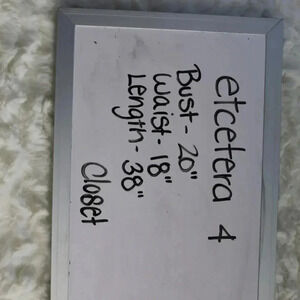 etcetera 4
Bust- 20"
Waist- 18"
Length- 38"
Closet